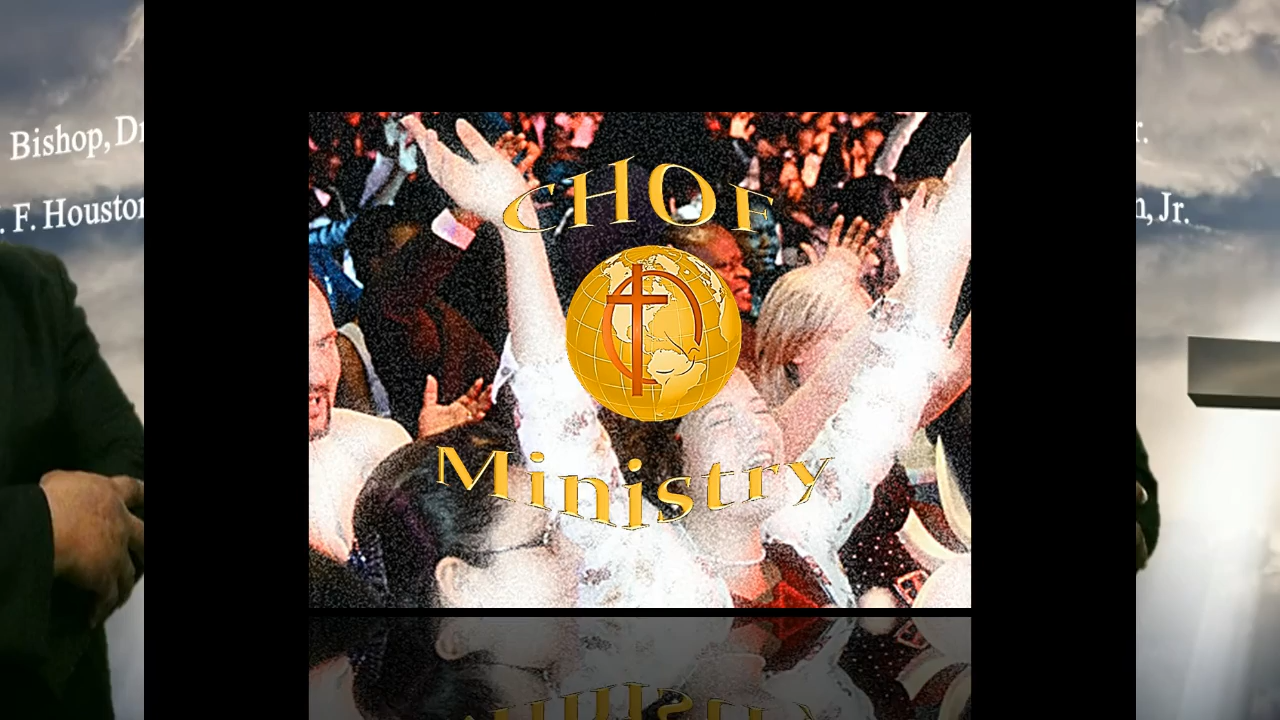 Bishop, Dr.
. F. Houston, Jr.
CHOF
Ministry